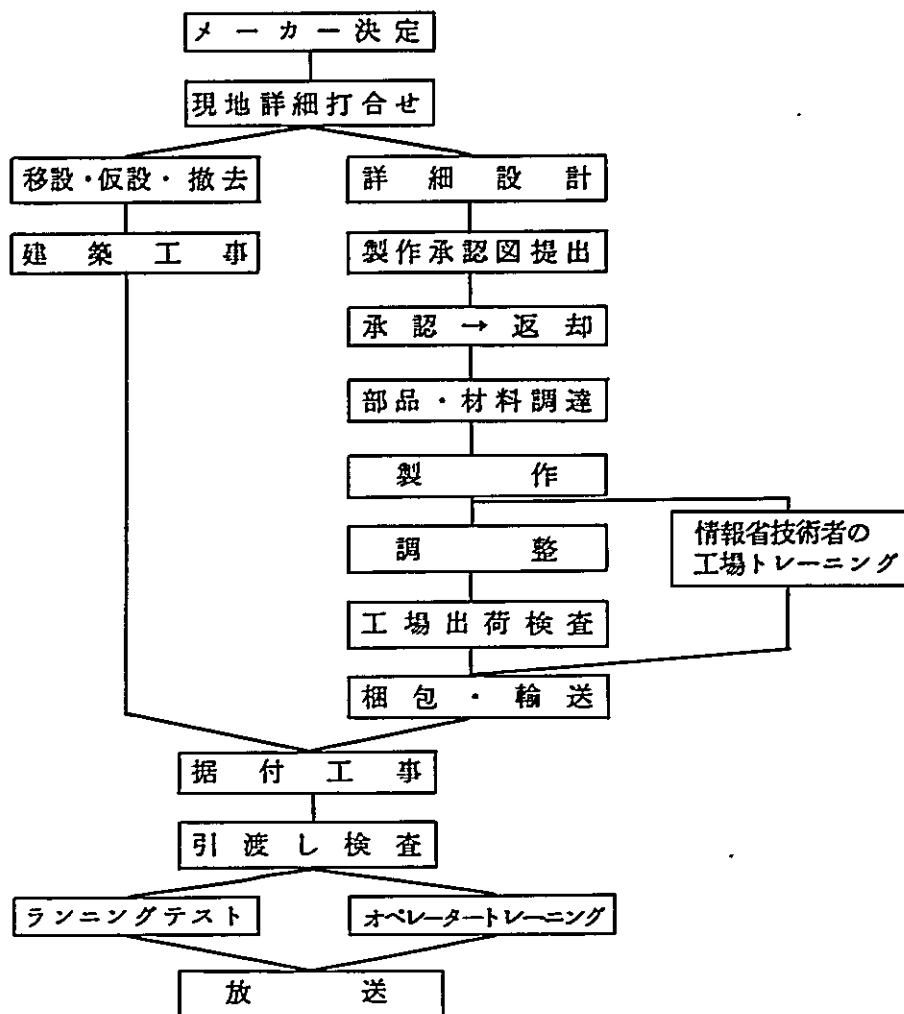 メーカー決定
現地詳細打合せ
移設・仮設・撤去
詳細設計
建築工事
製作承認図提出
承認→返却
部品・材料調達
製作
情報省技術者の
工場トレーニング
調整
工場出荷検査
梱包・輸送
据付工事
引渡し検査
ランニングテスト
オペレータートレーニング
放送